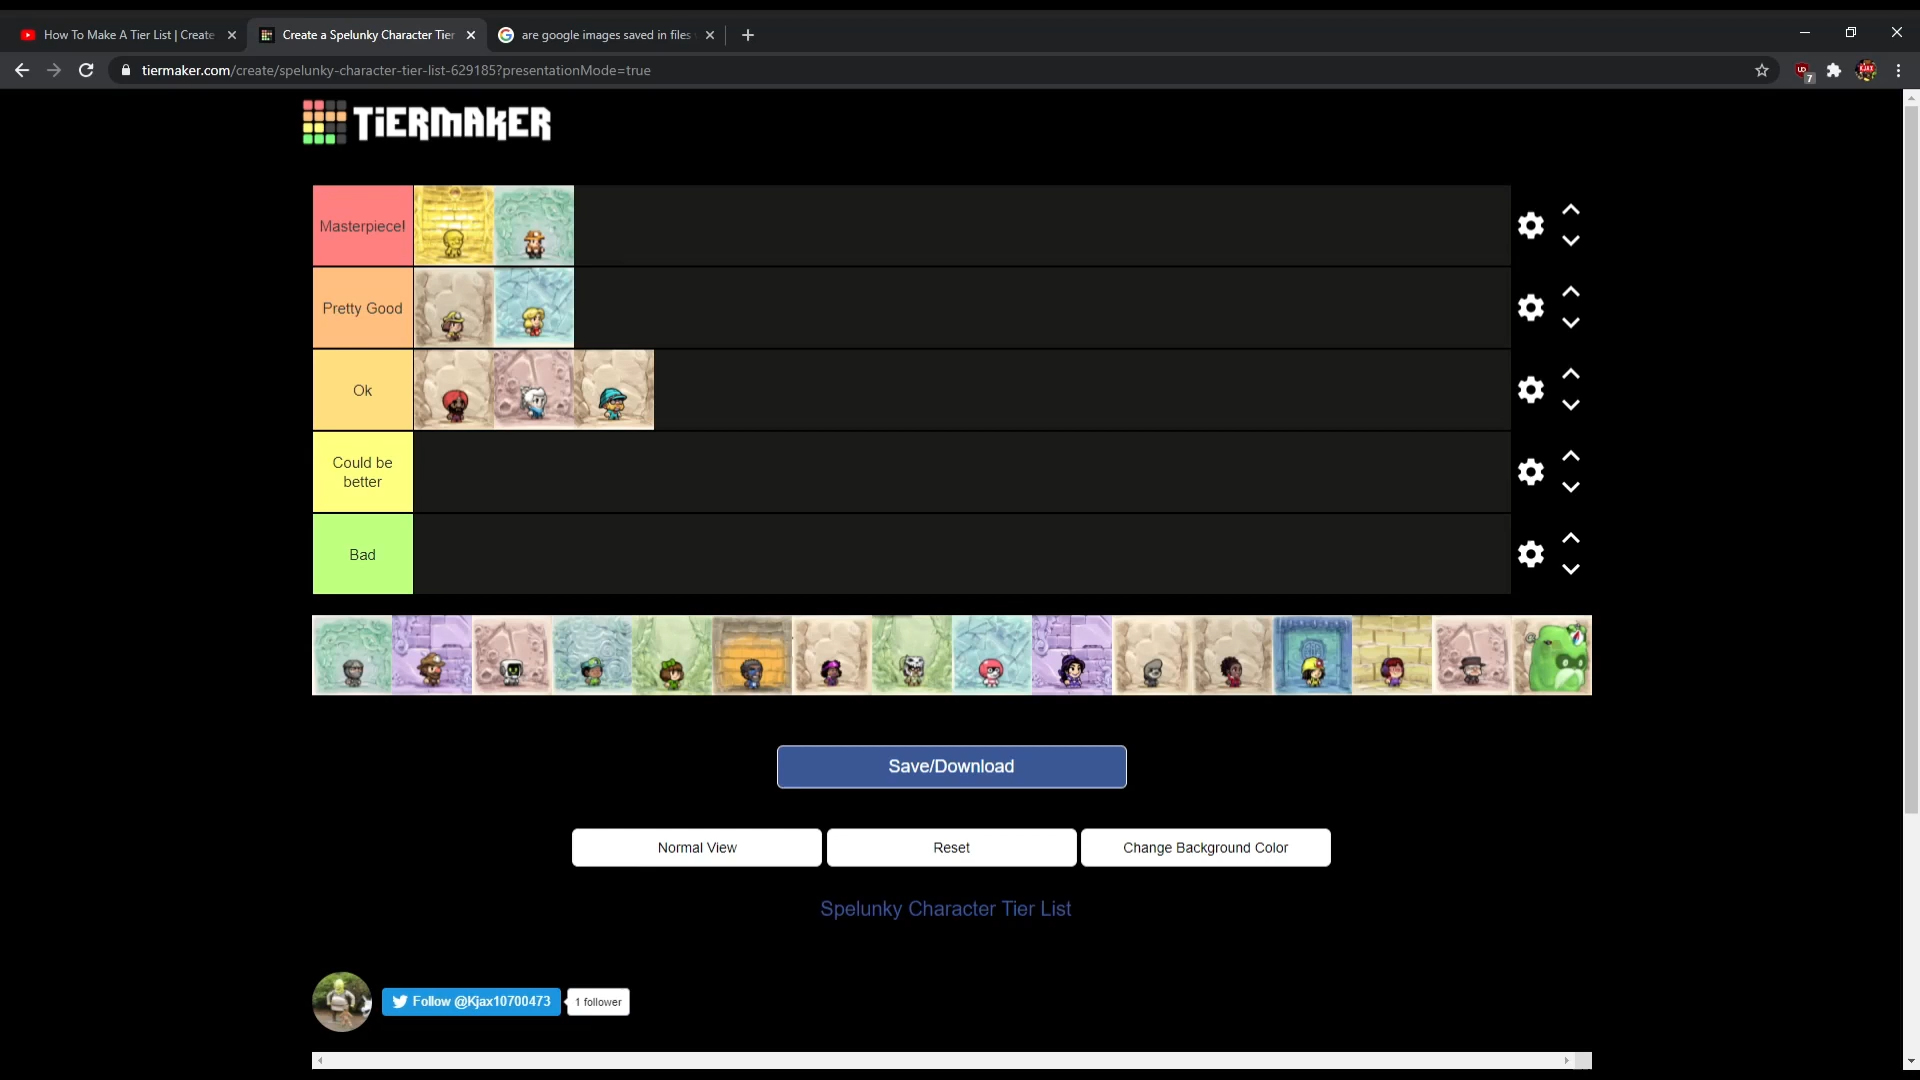 How To Make A Tier List | Create
Create a Spelunky Character Tier
are google images saved in files
tiermaker.com/create/spelunky-character-tier-list-629185?presentationMode=true
7
KJAX
TiERMAKER
Masterpiece!
Pretty Good
Ok
Could be
better
Bad
Save/Download
Normal View
Reset
Change Background Color
Spelunky Character Tier List
Follow @Kjax10700473
1 follower